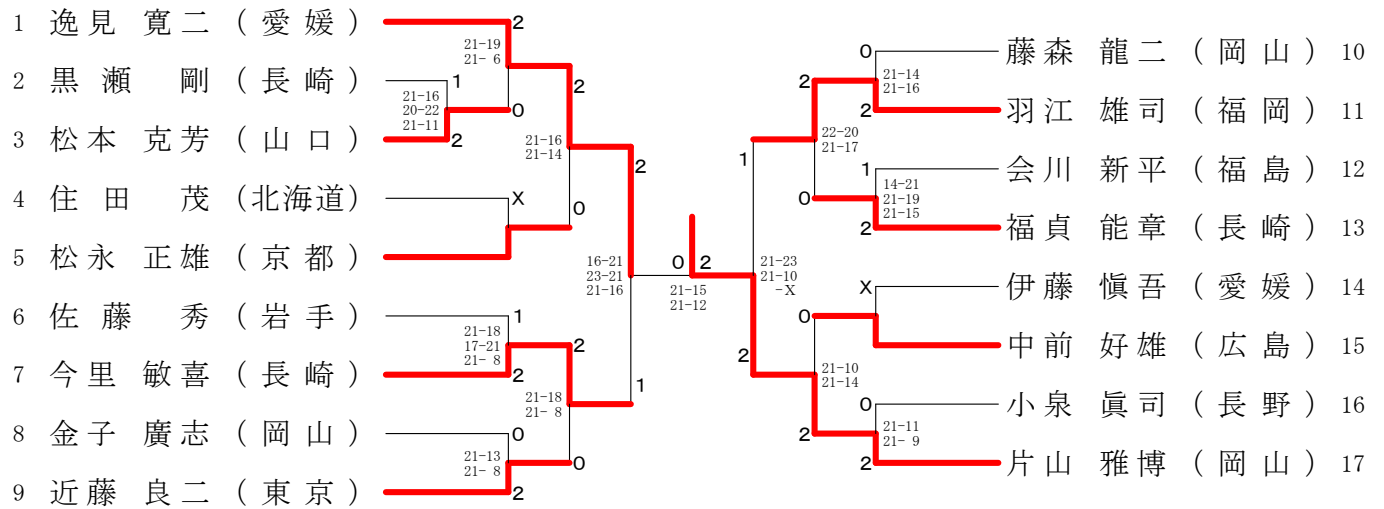 1 逸見 寛二 (愛媛)
2
21-19
21- 6
2 黒瀬 剛 (長崎)
1
21-16
20-22
21-11
0
3 松本 克芳 (山口)
2
2
21-16
21-14
4 住田 茂 (北海道)
X
0
5 松永 正雄 (京都)
2
16-21
23-21
21-16
6 佐藤 秀 (岩手)
1
21-18
17-21
21- 8
7 今里 敏喜 (長崎)
2
2
21-18
21- 8
1
8 金子 廣志 (岡山)
0
21-13
21- 8
0
9 近藤 良二 (東京)
2
0 2
21-15
21-12
0
藤森 龍二 (岡山) 10
21-14
21-16
2
2
羽江 雄司 (福岡) 11
22-20
21-17
1
1
会川 新平 (福島) 12
14-21
21-19
21-15
0
2
福貞 能章 (長崎) 13
21-23
21-10
-X
X
伊藤 愼吾 (愛媛) 14
0
中前 好雄 (広島) 15
2
21-10
21-14
0
小泉 眞司 (長野) 16
21-11
21- 9
2
2
片山 雅博 (岡山) 17